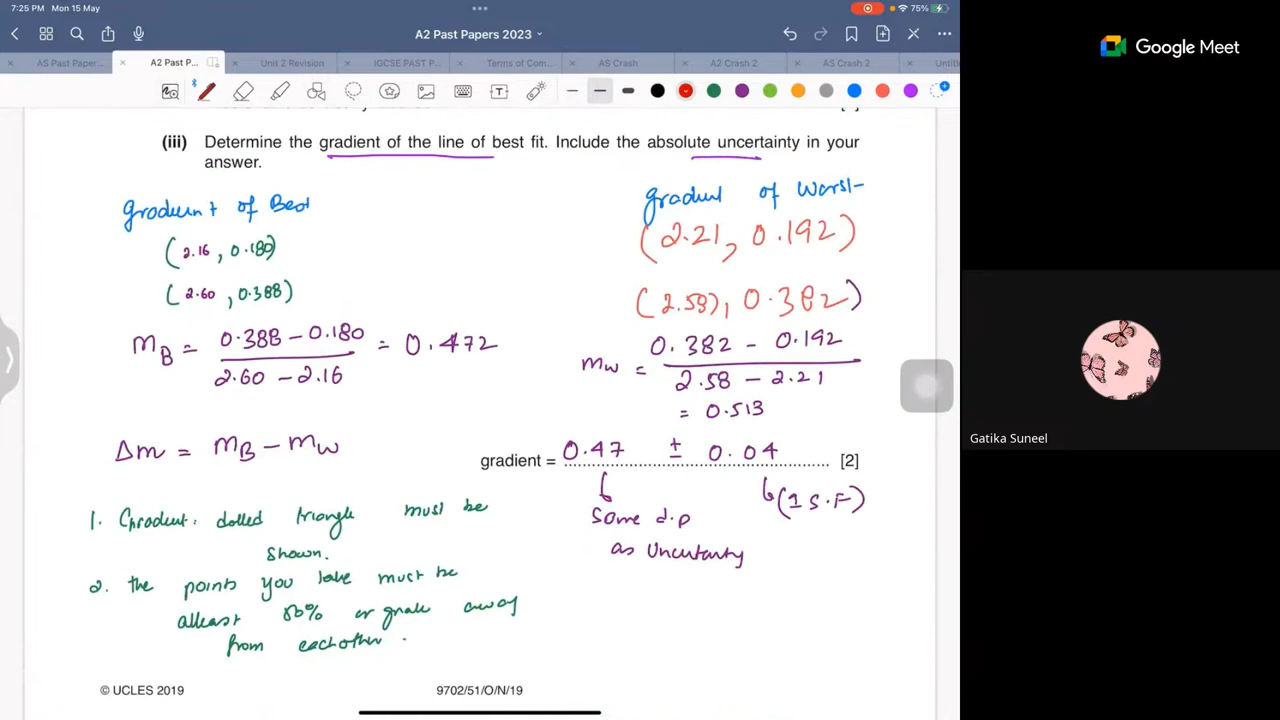 7:25 PM Mon 15 May
75%
A2 Past Papers 2023
AS Past Paper...
A2 Past P...
Unit 2 Revision
IGCSE PAST P...
Terms of Com...
AS Crash
A2 Crash 2
AS Crash 2
Untitl
Google Meet
(iii) Determine the gradient of the line of best fit. Include the absolute uncertainty in your
answer.
gradient of Best
gradient of Worst
(2.16, 0.180)
(2.21, 0.192)
(2.60, 0.388)
(2.58), 0.382)
mB = 0.388 - 0.180 / 2.60 - 2.16 = 0.472
mw = 0.382 - 0.192 / 2.58 - 2.21
= 0.513
Δm = mB - mw
gradient = 0.47 ± 0.04 [2]
(1 S.F)
same d.p
as uncertainty
1. Gradient: dotted triangle must be
shown.
2. the points you take must be
atleast or away
from eachother.
© UCLES 2019
9702/51/O/N/19
Gatika Suneel